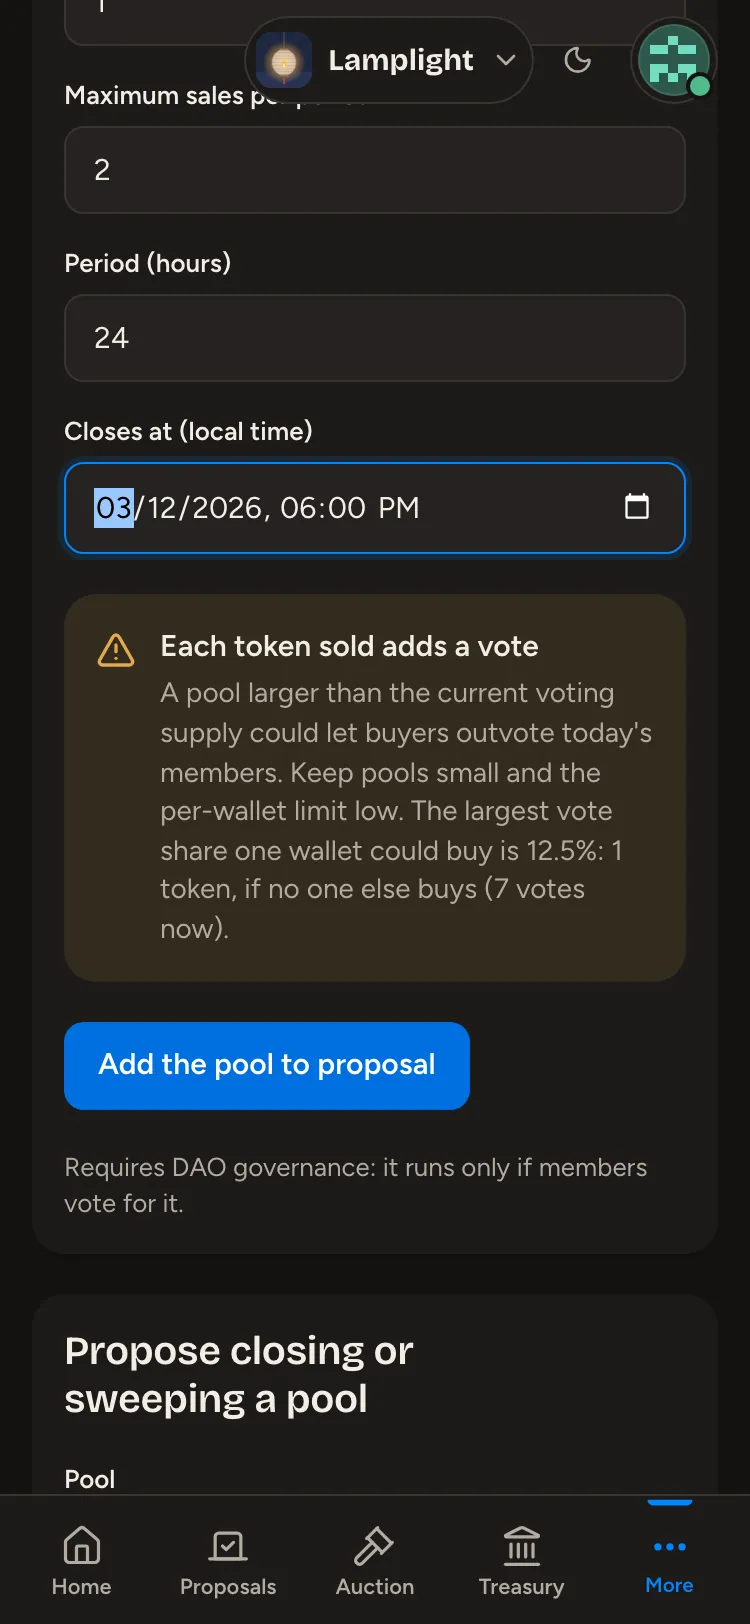 Lamplight
Maximum sales
2
Period (hours)
24
Closes at (local time)
03/12/2026, 06:00 PM
Each token sold adds a vote
A pool larger than the current voting
supply could let buyers outvote today's
members. Keep pools small and the
per-wallet limit low. The largest vote
share one wallet could buy is 12.5%: 1
token, if no one else buys (7 votes
now).
Add the pool to proposal
Requires DAO governance: it runs only if members
vote for it.
Propose closing or
sweeping a pool
Pool
Home
Proposals
Auction
Treasury
More